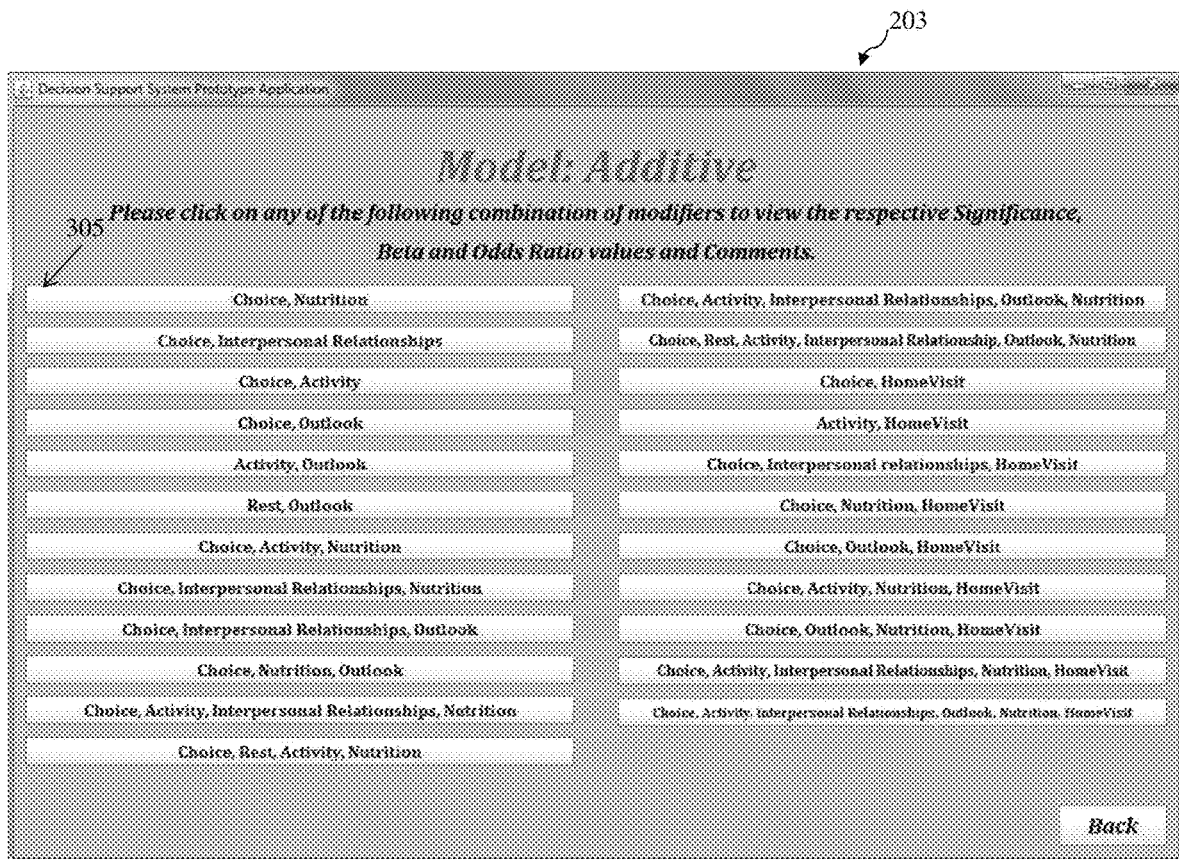 203
Decision Support System Prototype Application
Model: Additive
305
Please click on any of the following combination of modifiers to view the respective Significance,
Beta and Odds Ratio values and Comments.
Choice, Nutrition
Choice, Interpersonal Relationships
Choice, Activity
Choice, Outlook
Activity, Outlook
Rest, Outlook
Choice, Activity, Nutrition
Choice, Interpersonal Relationships, Nutrition
Choice, Interpersonal Relationships, Outlook
Choice, Nutrition, Outlook
Choice, Activity, Interpersonal Relationships, Nutrition
Choice, Rest, Activity, Nutrition
Choice, Activity, Interpersonal Relationships, Outlook, Nutrition
Choice, Rest, Activity, Interpersonal Relationship, Outlook, Nutrition
Choice, HomeVisit
Activity, HomeVisit
Choice, Interpersonal relationships, HomeVisit
Choice, Nutrition, HomeVisit
Choice, Outlook, HomeVisit
Choice, Activity, Nutrition, HomeVisit
Choice, Outlook, Nutrition, HomeVisit
Choice, Activity, Interpersonal Relationships, Nutrition, HomeVisit
Choice, Activity, Interpersonal Relationships, Outlook, Nutrition, HomeVisit
Back